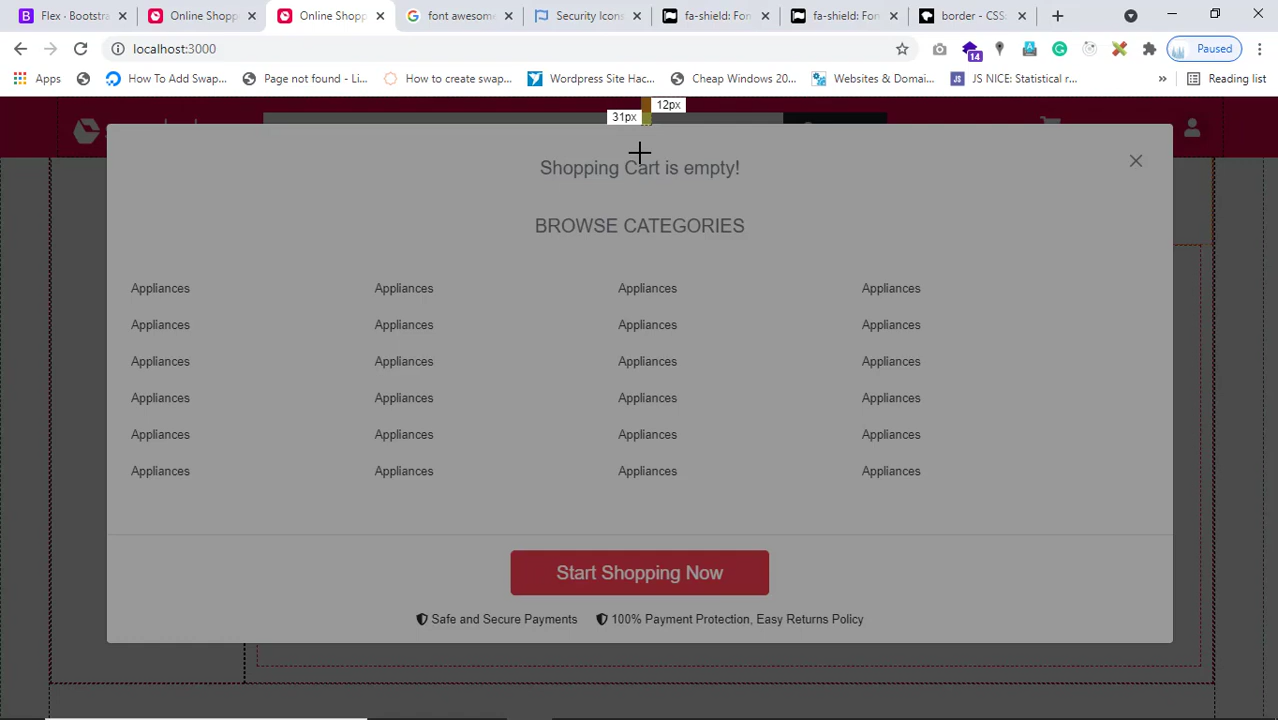 Flex - Bootstra
Online Shopp
Online Shopp
font awesom
Security Icons
fa-shield: Fon
fa-shield: Fon
border - CSS
localhost:3000
14
Paused
Apps
How To Add Swap...
Page not found - Li...
How to create swap...
Wordpress Site Hac...
Cheap Windows 20...
Websites & Domai...
JS NICE: Statistical r...
»
Reading list
12px
31px
Shopping Cart is empty!
BROWSE CATEGORIES
Appliances Appliances Appliances Appliances
Appliances Appliances Appliances Appliances
Appliances Appliances Appliances Appliances
Appliances Appliances Appliances Appliances
Appliances Appliances Appliances Appliances
Appliances Appliances Appliances Appliances
Start Shopping Now
Safe and Secure Payments 100% Payment Protection, Easy Returns Policy